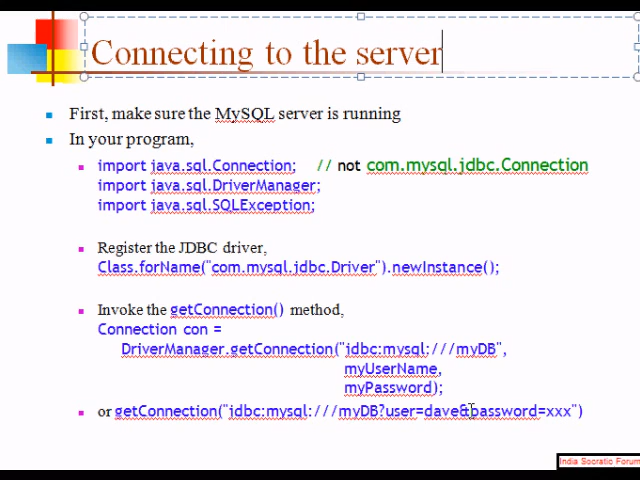 Connecting to the server
First, make sure the MySQL server is running
In your program,
import java.sql.Connection; // not com.mysql.jdbc.Connection
import java.sql.DriverManager;
import java.sql.SQLException;
Register the JDBC driver,
Class.forName("com.mysql.jdbc.Driver").newInstance();
Invoke the getConnection() method,
Connection con =
DriverManager.getConnection("jdbc:mysql:///myDB",
myUserName,
myPassword);
or getConnection("jdbc:mysql:///myDB?user=dave&password=xxx")
India Socratic Forum